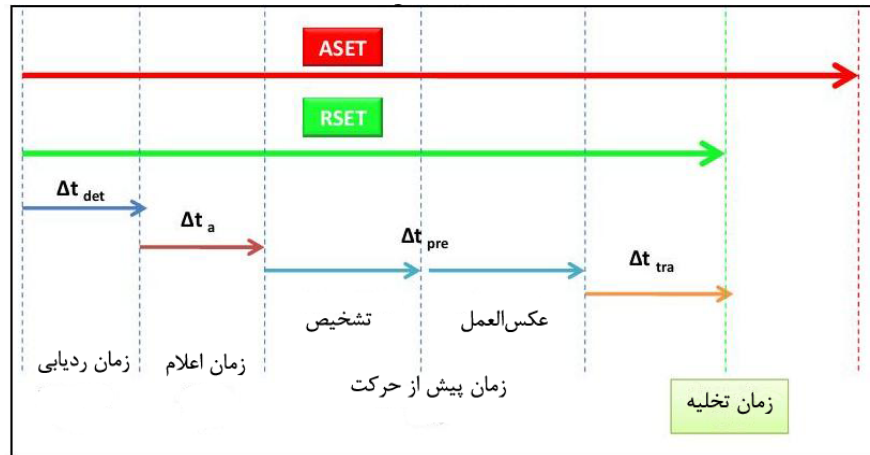 ASET
RSET
Δt det
Δt a
Δt pre
Δt tra
تشخیص
عکس‌العمل
زمان ردیابی
زمان اعلام
زمان پیش از حرکت
زمان تخلیه